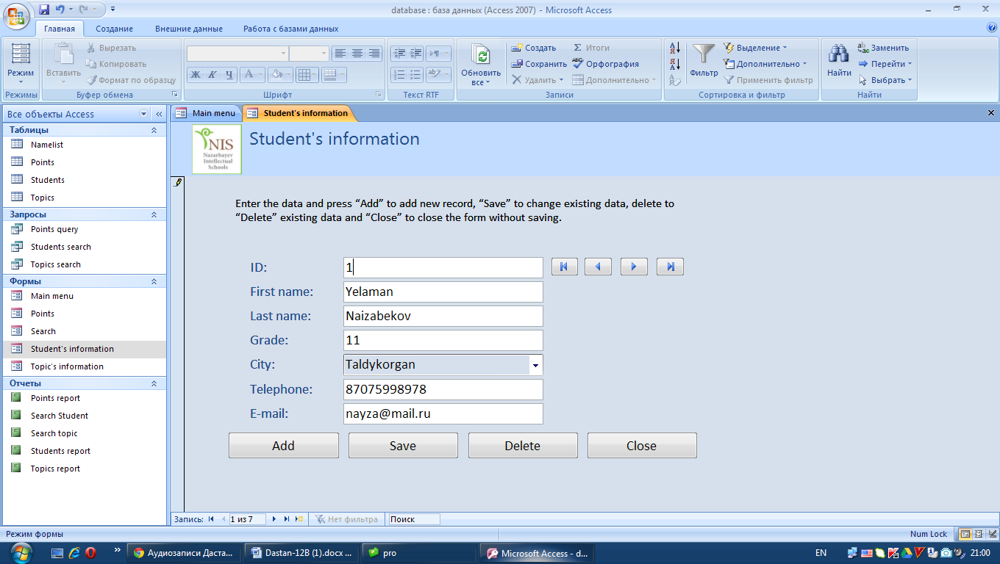 database : база данных (Access 2007) - Microsoft Access
Главная Создание Внешние данные Работа с базами данных
Режим
Режимы
Вставить
Вырезать
Копировать
Формат по образцу
Буфер обмена
Ж К Ч
Шрифт
Текст RTF
Обновить
все
Создать
Сохранить
Удалить
Итоги
Орфография
Дополнительно
Записи
Фильтр
Выделение
Дополнительно
Применить фильтр
Сортировка и фильтр
Найти
Заменить
Перейти
Выбрать
Найти
Все объекты Access
Таблицы
Namelist
Points
Students
Topics
Запросы
Points query
Students search
Topics search
Формы
Main menu
Points
Search
Student's information
Topic's information
Отчеты
Points report
Search Student
Search topic
Students report
Topics report
Main menu
Student's information
NIS
Nazarbayev
Intellectual
Schools
Student's information
Enter the data and press “Add” to add new record, “Save” to change existing data, delete to
“Delete” existing data and “Close” to close the form without saving.
ID: 1
First name: Yelaman
Last name: Naizabekov
Grade: 11
City: Taldykorgan
Telephone: 87075998978
E-mail: nayza@mail.ru
Add Save Delete Close
Запись: 1 из 7 Нет фильтра Поиск
Режим формы Num Lock
Аудиозаписи Даста... Dastan-12B (1).docx ... pro Microsoft Access - d... EN 21:00